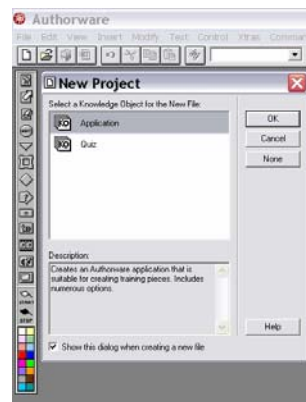 Authorware
File Edit View Insert Modify Text Control Xtras Comman
New Project
Select a Knowledge Object for the New File:
Application
Quiz
OK
Cancel
None
Description:
Creates an Authorware application that is
suitable for creating training pieces. Includes
numerous options.
Help
Show this dialog when creating a new file